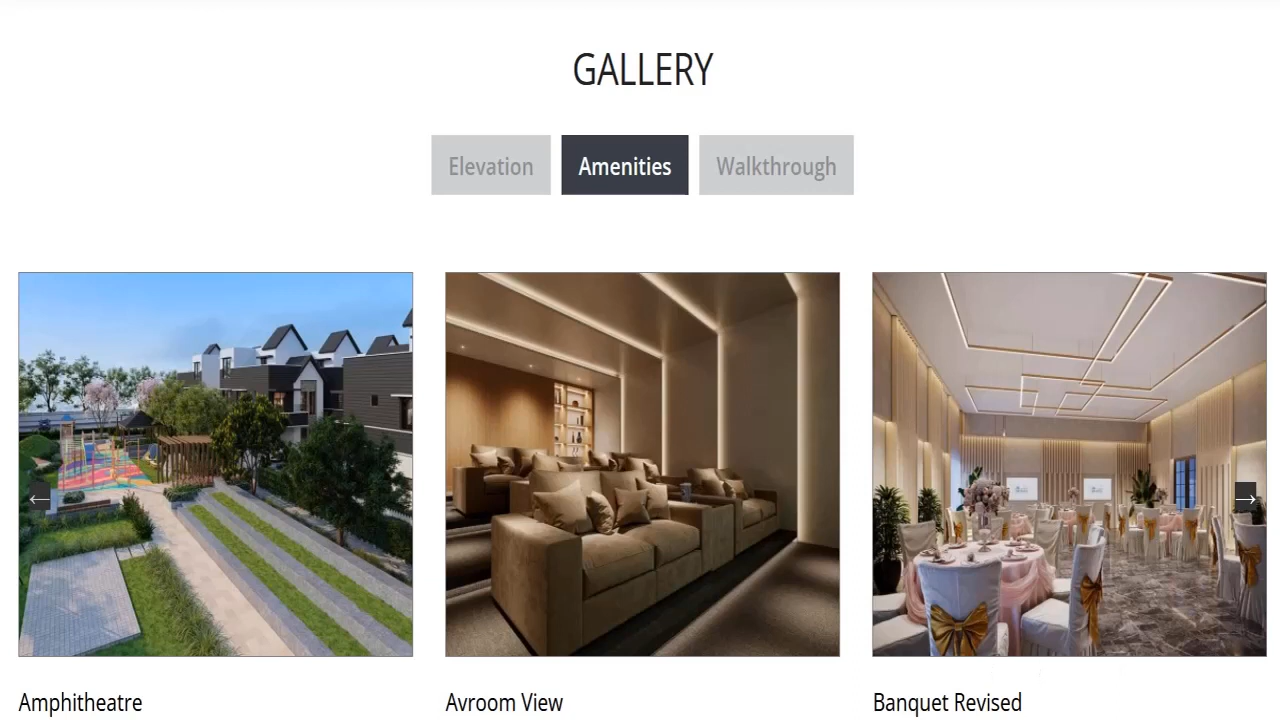 GALLERY
Elevation
Amenities
Walkthrough
←
→
Amphitheatre
Avroom View
Banquet Revised